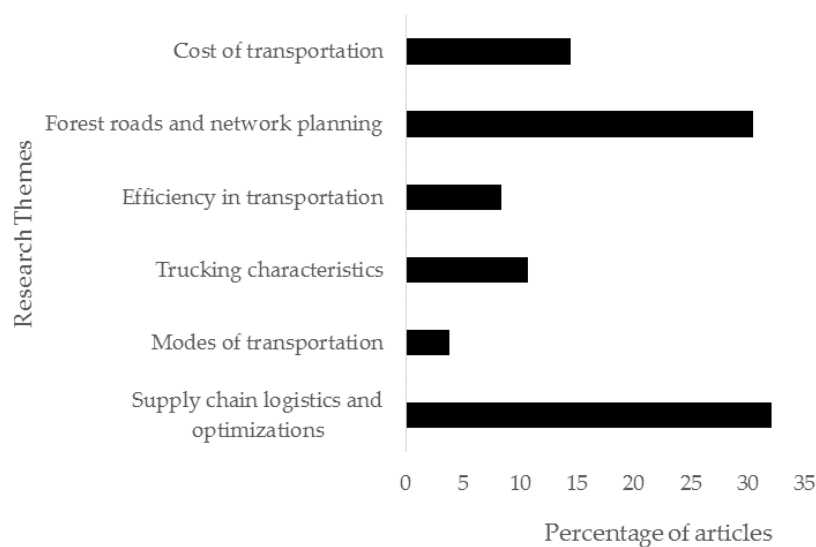 Research Themes
Cost of transportation
Forest roads and network planning
Efficiency in transportation
Trucking characteristics
Modes of transportation
Supply chain logistics and
optimizations
0 5 10 15 20 25 30 35
Percentage of articles